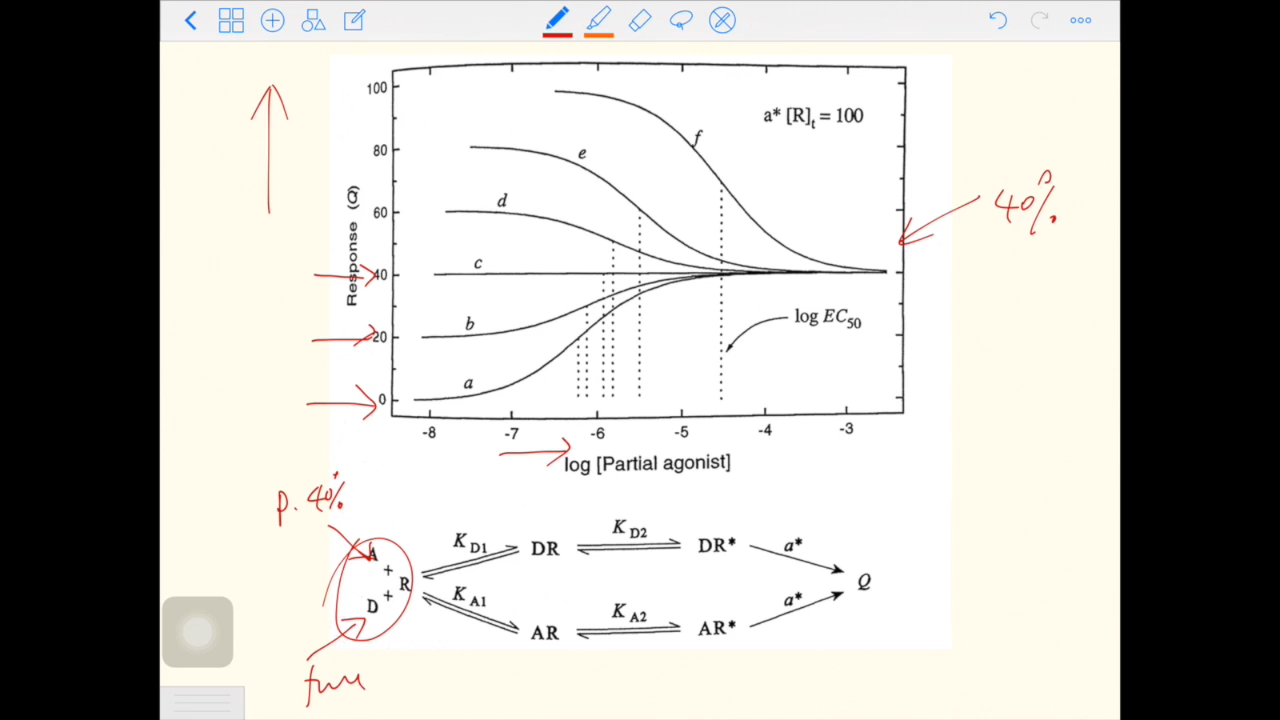 100
a* [R]t = 100
f
80
e
d
60
40%
c
40
Response (Q)
b
20
log EC50
a
0
-8 -7 -6 -5 -4 -3
log [Partial agonist]
p. 40%
KD1 KD2
A DR DR* a*
+
R Q
+
D KA1 KA2 a*
AR AR*